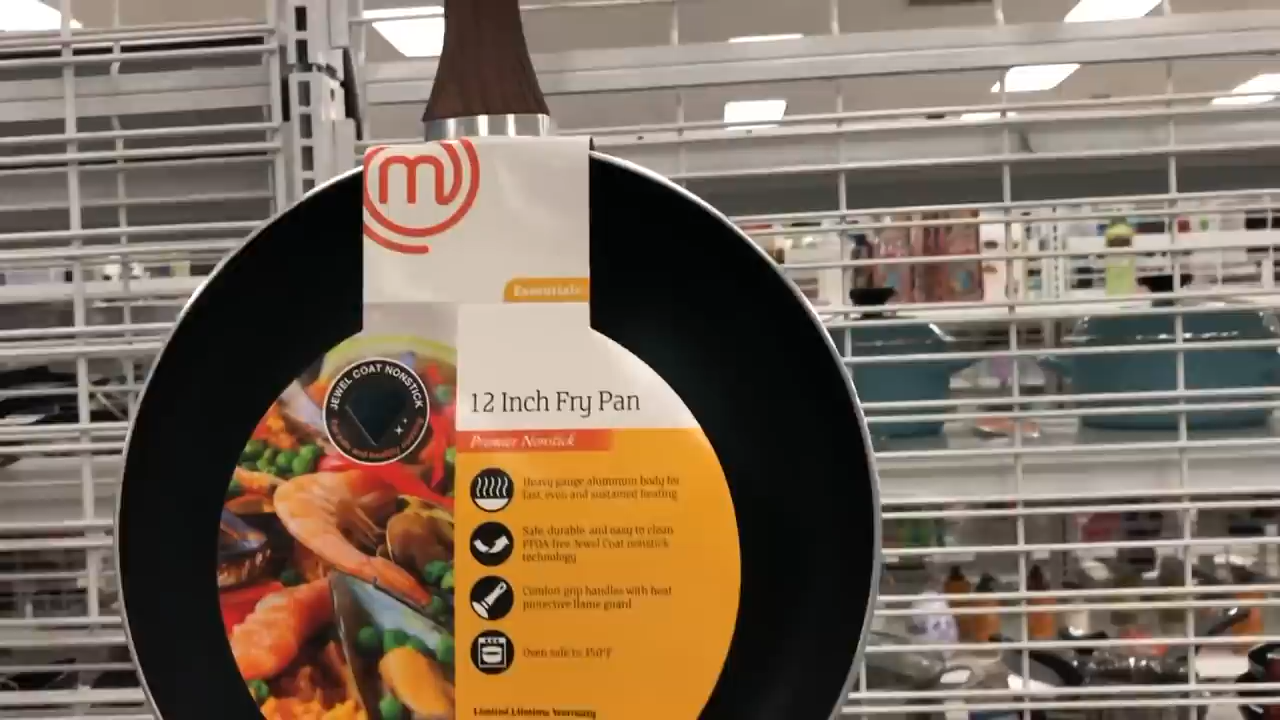 m
Essentials
JEWEL COAT NONSTICK
and healthy
12 Inch Fry Pan
Premier Nonstick
Heavy gauge aluminum body for
fast, even and sustained heating
Safe, durable, and easy to clean
PFOA-free Jewel Coat nonstick
technology
Comfort grip handles with heat
protective flame guard
Oven safe to 350°F
Limited Lifetime Warranty